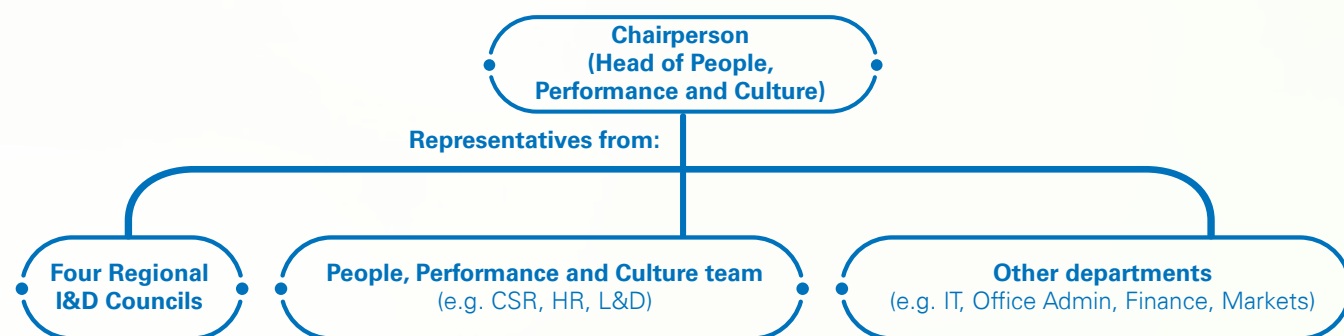 Chairperson
(Head of People,
Performance and Culture)
Representatives from:
Four Regional
I&D Councils
People, Performance and Culture team
(e.g. CSR, HR, L&D)
Other departments
(e.g. IT, Office Admin, Finance, Markets)